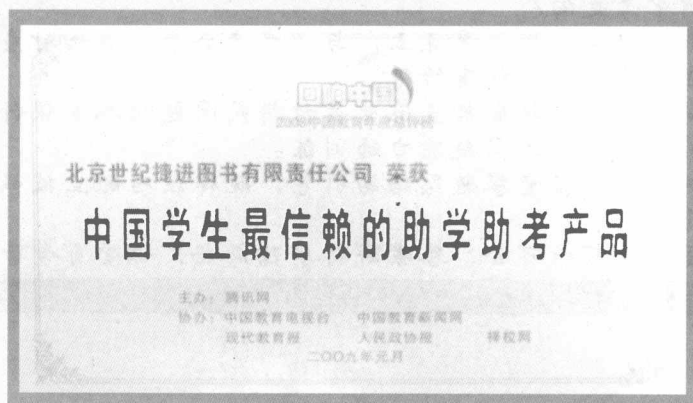 回响中国
2008中国教育年度总评榜
北京世纪捷进图书有限责任公司 荣获
中国学生最信赖的助学助考产品
主办：腾讯网
协办：中国教育电视台 中国教育新闻网
现代教育报 人民政协报 择校网
二〇〇九年元月